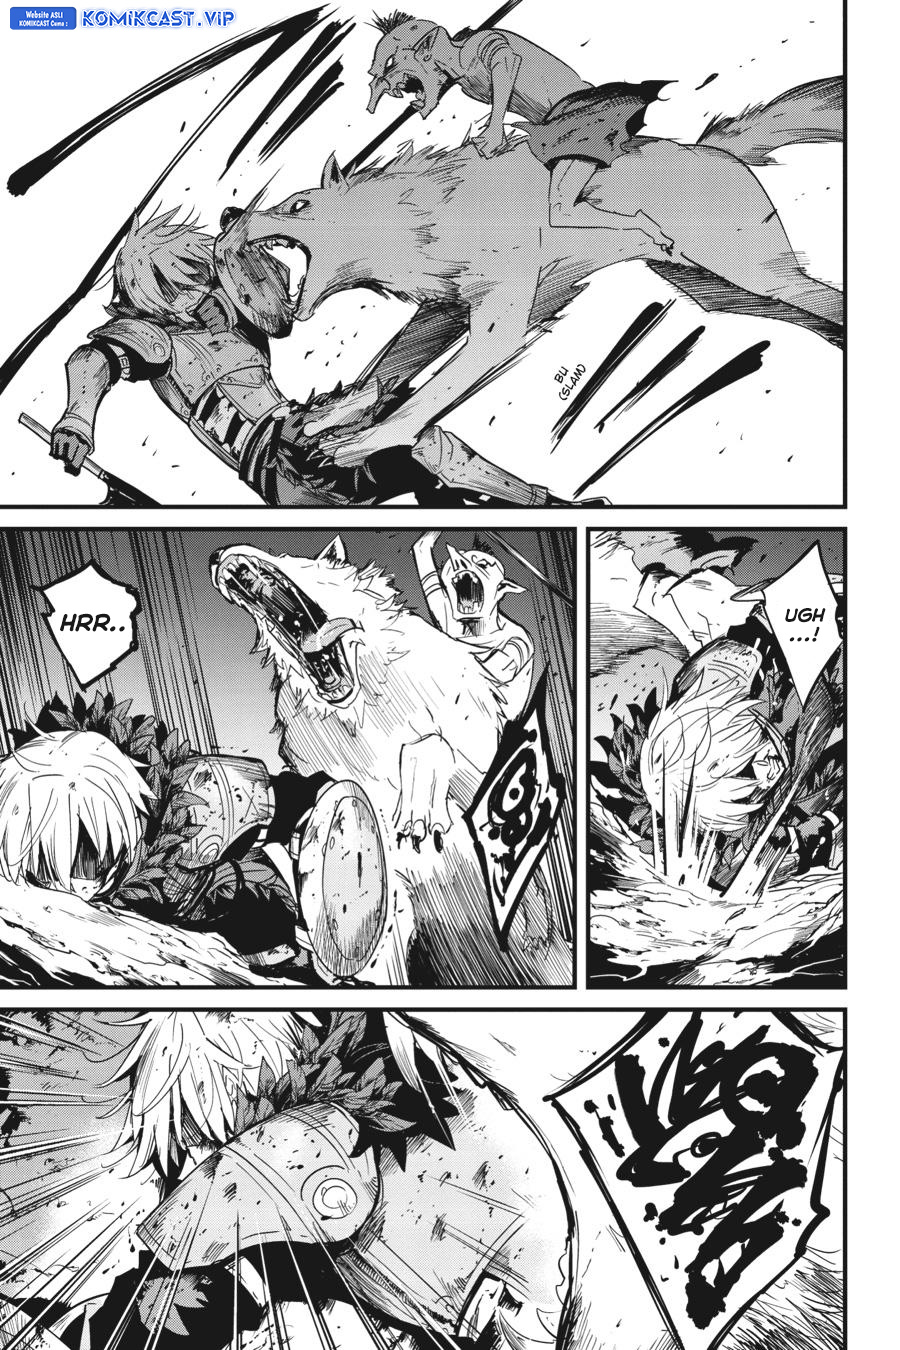 Website ASLI
KOMIKCAST Cuma :
KOMIKCAST.VIP
BU
(SLAM)
UGH
...!
HRR..